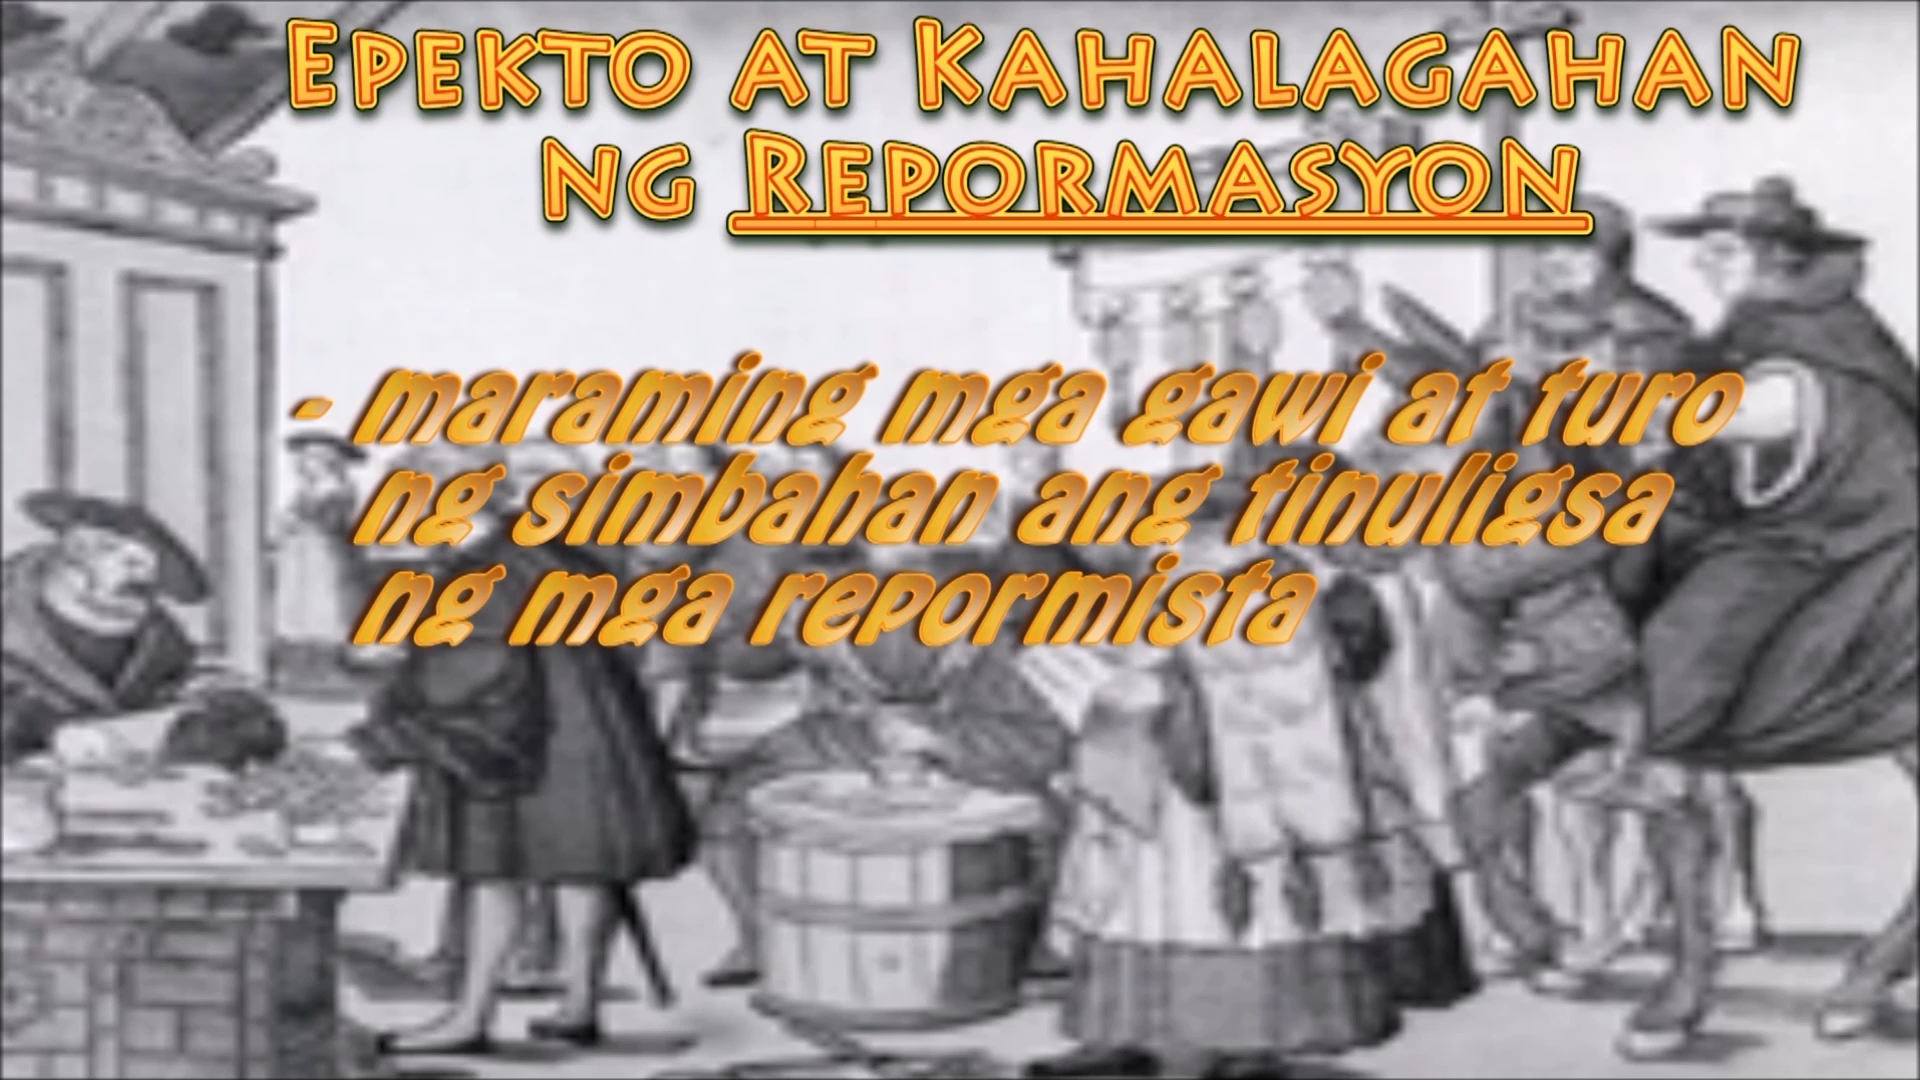 Epekto at Kahalagahan
ng Repormasyon
- maraming mga gawi at turo
ng simbahan ang tinuligsa
ng mga repormista